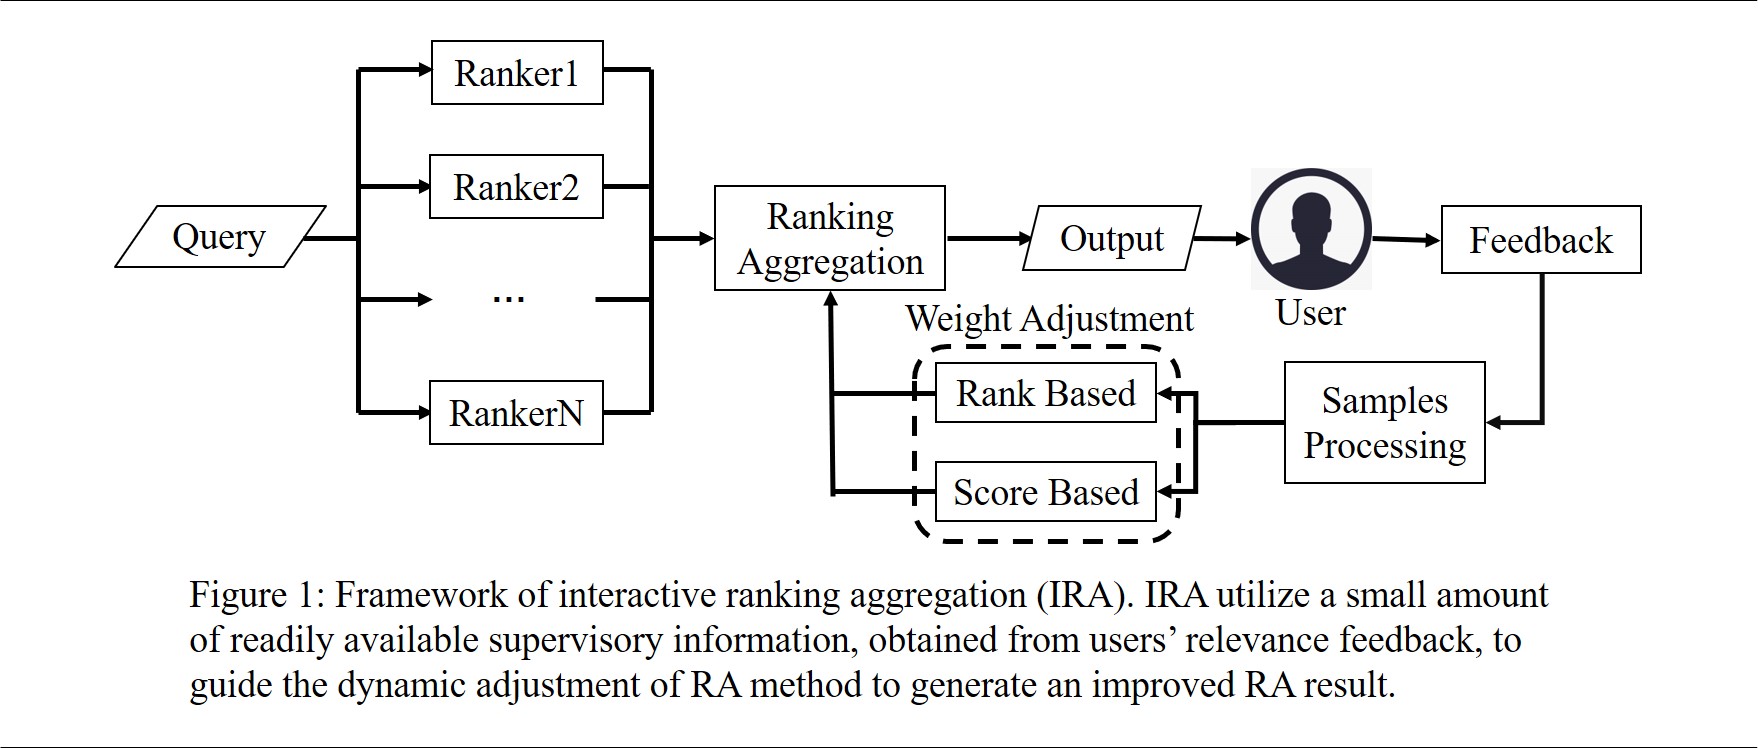 Query
Ranker1
Ranker2
...
RankerN
Ranking
Aggregation
Output
User
Feedback
Weight Adjustment
Rank Based
Score Based
Samples
Processing
Figure 1: Framework of interactive ranking aggregation (IRA). IRA utilize a small amount
of readily available supervisory information, obtained from users’ relevance feedback, to
guide the dynamic adjustment of RA method to generate an improved RA result.